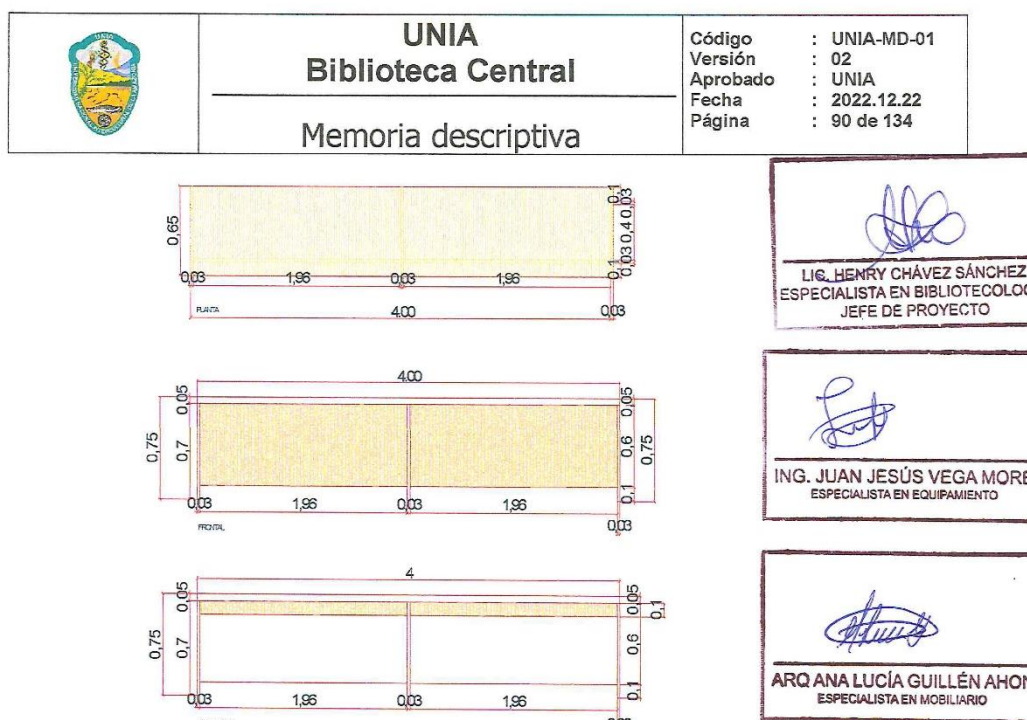 UNIA
Biblioteca Central
Memoria descriptiva
Código : UNIA-MD-01
Versión : 02
Aprobado : UNIA
Fecha : 2022.12.22
Página : 90 de 134
0,65
0,1
0,03
0,4
0,03
0,1
0,03 1,96 0,03 1,96
0,03
PLANTA
4.00
0,03
LIC. HENRY CHÁVEZ SÁNCHEZ
ESPECIALISTA EN BIBLIOTECOLOG
JEFE DE PROYECTO
4.00
0,05
0,75
0,7
0,05
0,6
0,75
0,1
0,03 1,96 0,03 1,96
0,03
FRONTAL
ING. JUAN JESÚS VEGA MORE
ESPECIALISTA EN EQUIPAMIENTO
4
0,05
0,75
0,7
0,05
0,1
0,6
0,1
0,03 1,96 0,03 1,96
ARQ ANA LUCÍA GUILLÉN AHON
ESPECIALISTA EN MOBILIARIO